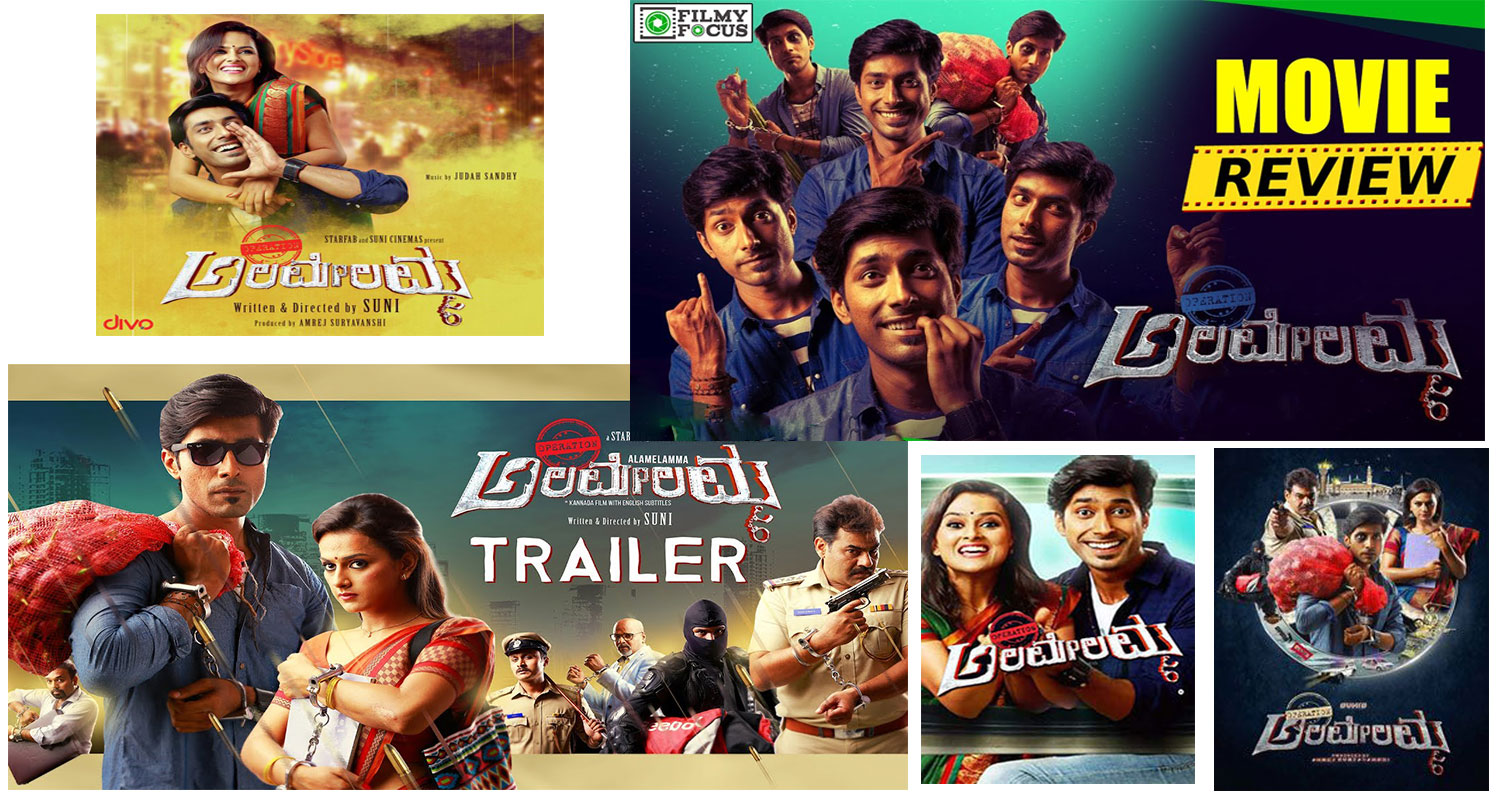 Music by JUDAH SANDHY
STARFAB and SUNI CINEMAS present
OPERATION
ಅಲಮೇಲಮ್ಮ
Written & Directed by SUNI
Produced by AMREJ SURYAVANSHI
divo
FILMY
FOCUS
MOVIE
REVIEW
OPERATION
ಅಲಮೇಲಮ್ಮ
A STAR
OPERATION
ALAMELAMMA
ಅಲಮೇಲಮ್ಮ
KANNADA FILM WITH ENGLISH SUBTITLES
Written & Directed by SUNI
TRAILER
OPERATION
ಅಲಮೇಲಮ್ಮ
OPERATION
ಅಲಮೇಲಮ್ಮ